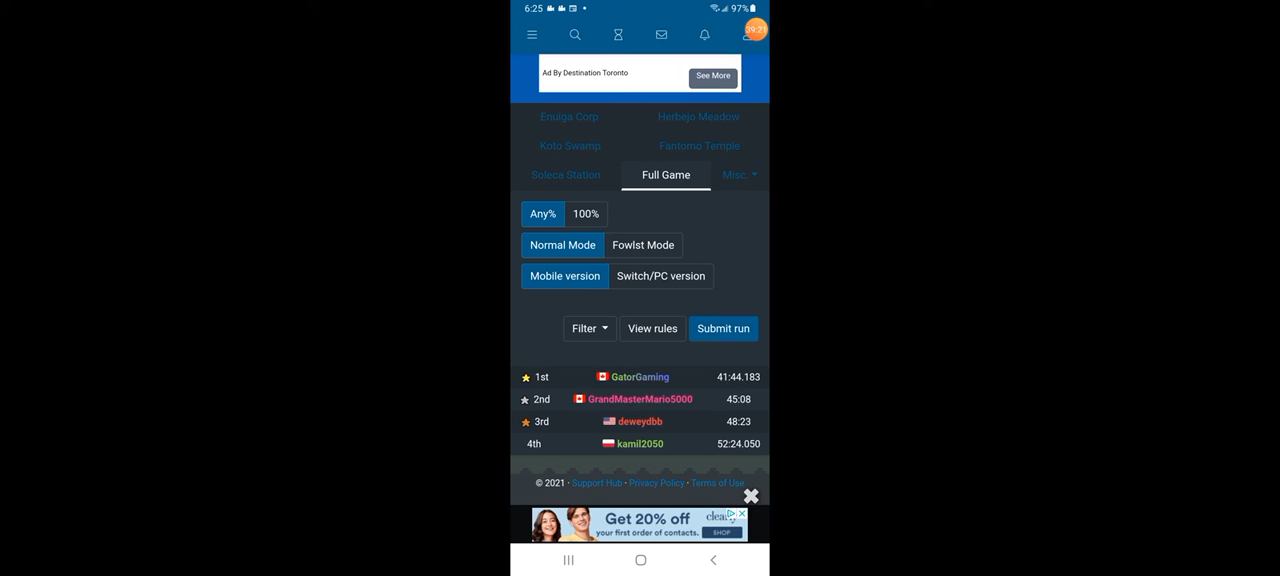 6:25
97%
39:21
Ad By Destination Toronto
See More
Enulga Corp
Herbejo Meadow
Koto Swamp
Fantomo Temple
Soleca Station
Full Game
Misc.
Any%
100%
Normal Mode
Fowlst Mode
Mobile version
Switch/PC version
Filter
View rules
Submit run
1st GatorGaming 41:44.183
2nd GrandMasterMario5000 45:08
3rd deweydbb 48:23
4th kamil2050 52:24.050
© 2021 · Support Hub · Privacy Policy · Terms of Use
Get 20% off
your first order of contacts.
SHOP